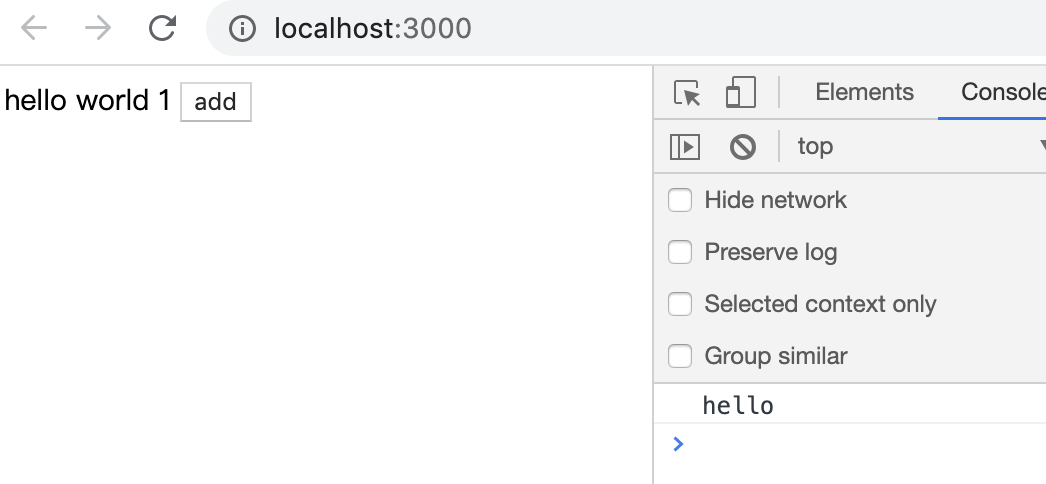 localhost:3000
hello world 1 add
Elements Console
top
Hide network
Preserve log
Selected context only
Group similar
hello